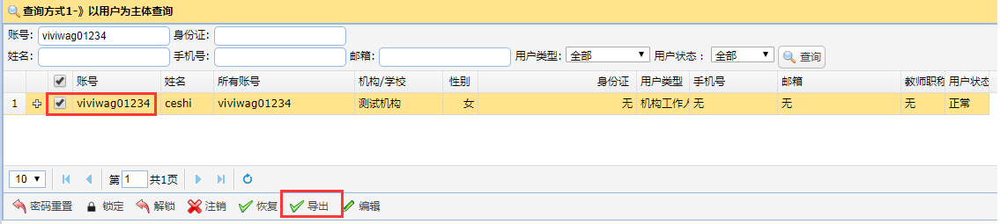 查询方式1-》以用户为主体查询
账号: viviwag01234 身份证:
姓名: 手机号: 邮箱: 用户类型: 全部 用户状态: 全部 查询
账号 姓名 所有账号 机构/学校 性别 身份证 用户类型 手机号 邮箱 教师职称 用户状态
1 viviwag01234 ceshi viviwag01234 测试机构 女 无 机构工作人 无 无 无 正常
10 第 1 共1页
密码重置 锁定 解锁 注销 恢复 导出 编辑